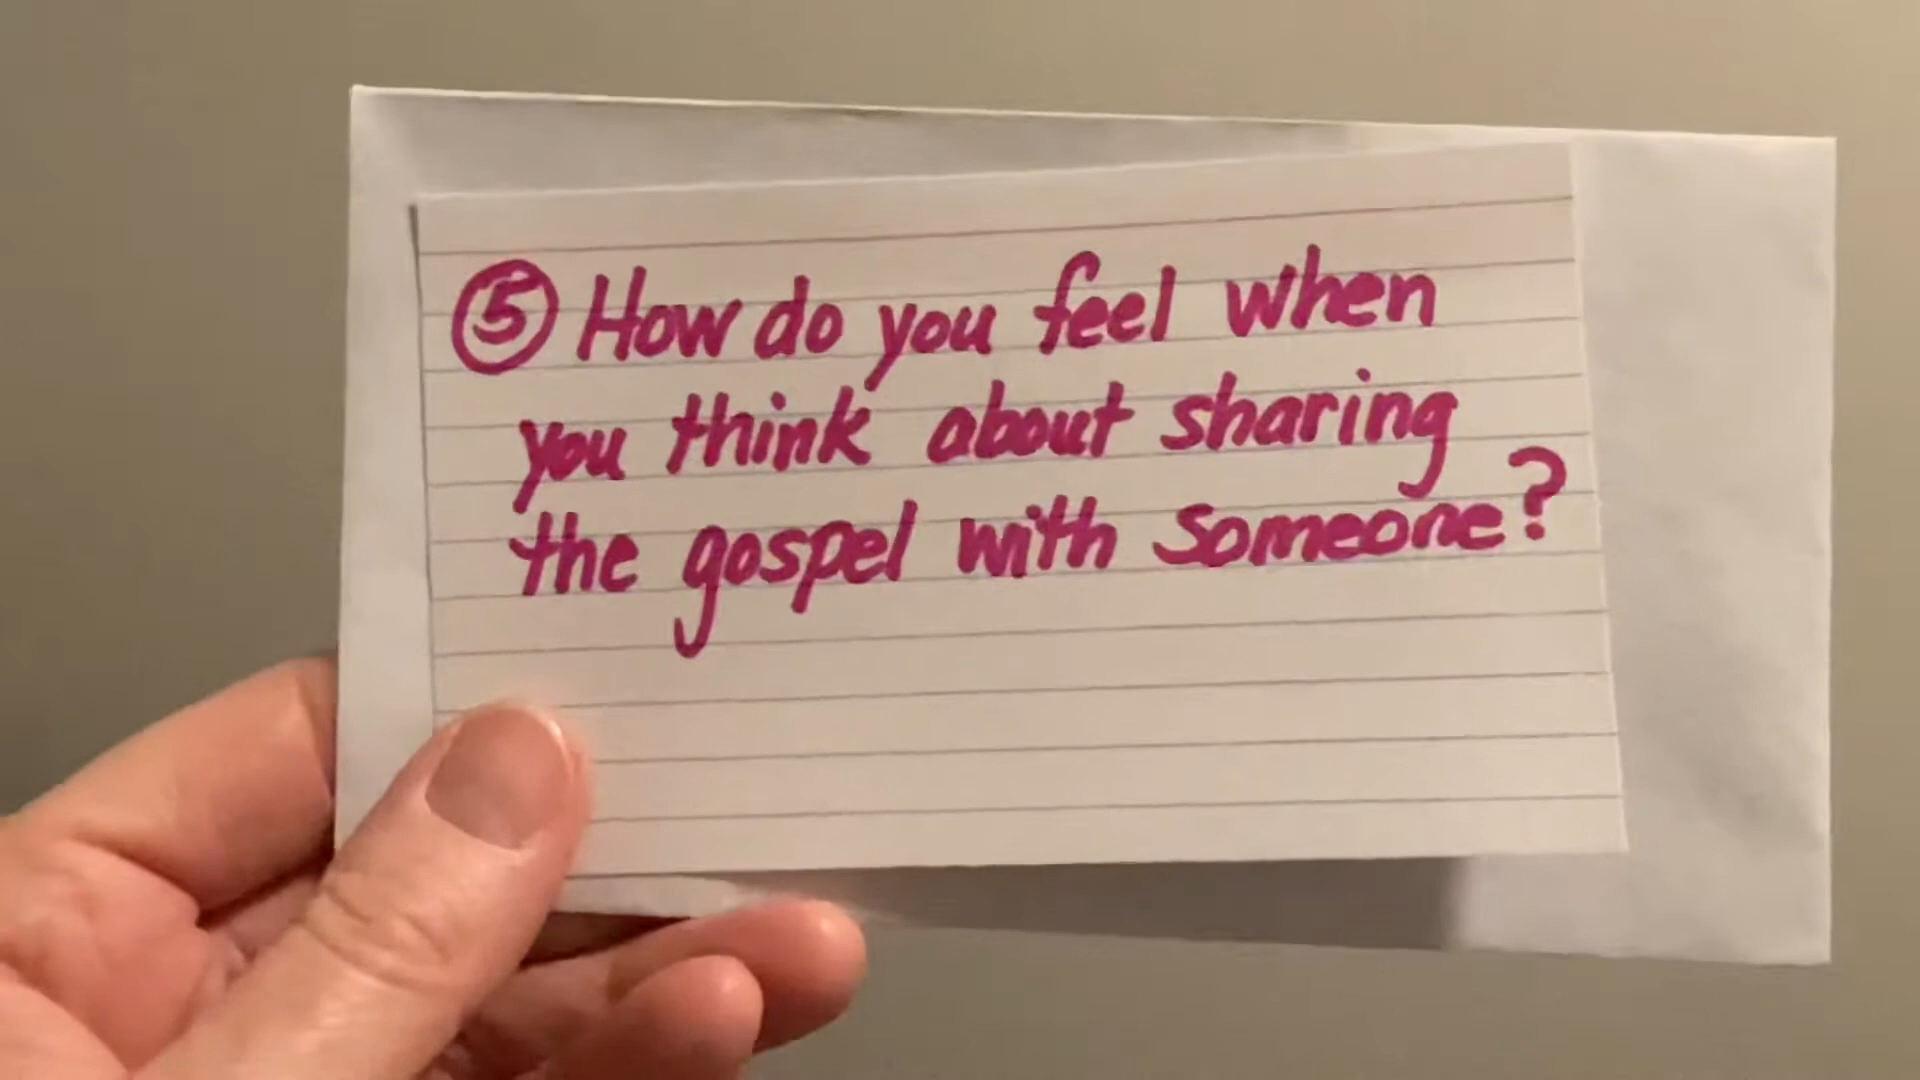 ⑤ How do you feel when
you think about sharing
the gospel with someone?